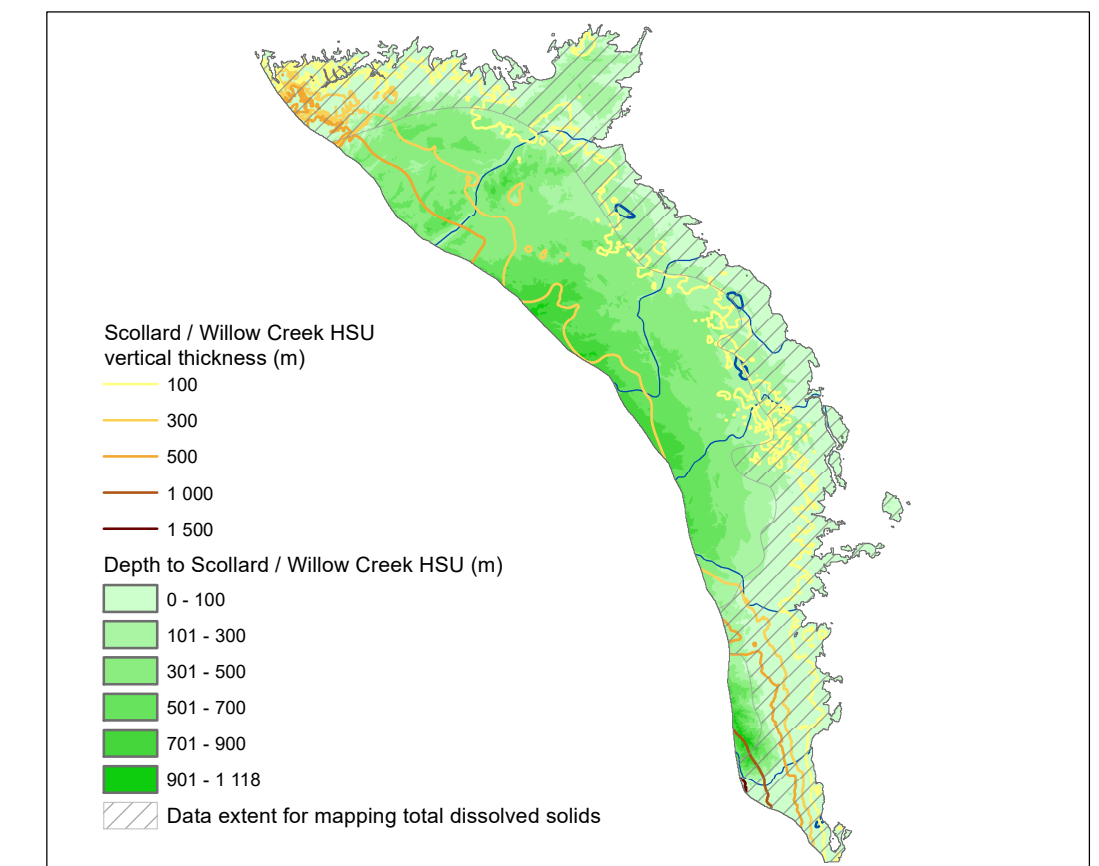 Scollard / Willow Creek HSU
vertical thickness (m)
100
300
500
1 000
1 500
Depth to Scollard / Willow Creek HSU (m)
0 - 100
101 - 300
301 - 500
501 - 700
701 - 900
901 - 1 118
Data extent for mapping total dissolved solids